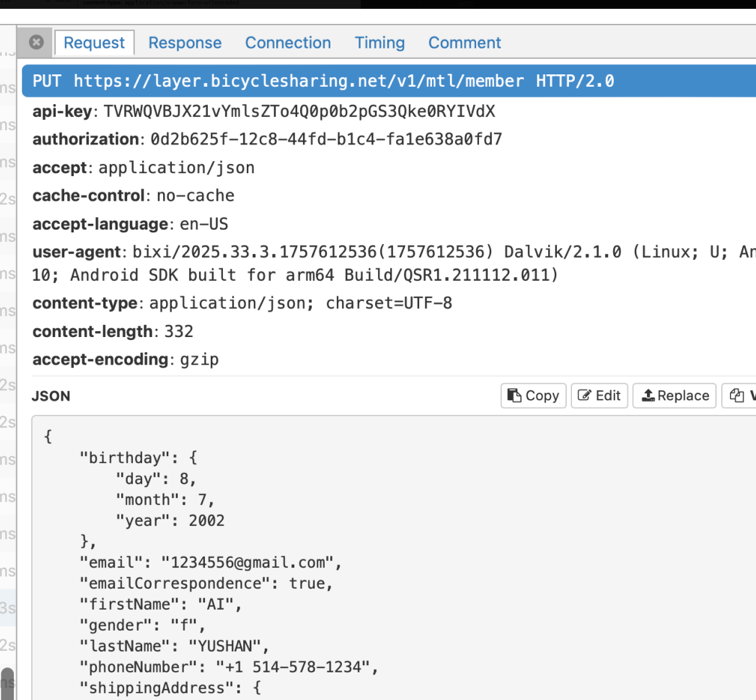 Request Response Connection Timing Comment
PUT https://layer.bicyclesharing.net/v1/mtl/member HTTP/2.0
api-key: TVRWQVBJX21vYmlsZTo4Q0p0b2pGS3Qke0RYIVdX
authorization: 0d2b625f-12c8-44fd-b1c4-fa1e638a0fd7
accept: application/json
cache-control: no-cache
accept-language: en-US
user-agent: bixi/2025.33.3.1757612536(1757612536) Dalvik/2.1.0 (Linux; U; An
10; Android SDK built for arm64 Build/QSR1.211112.011)
content-type: application/json; charset=UTF-8
content-length: 332
accept-encoding: gzip
JSON Copy Edit Replace V
{
"birthday": {
"day": 8,
"month": 7,
"year": 2002
},
"email": "1234556@gmail.com",
"emailCorrespondence": true,
"firstName": "AI",
"gender": "f",
"lastName": "YUSHAN",
"phoneNumber": "+1 514-578-1234",
"shippingAddress": {